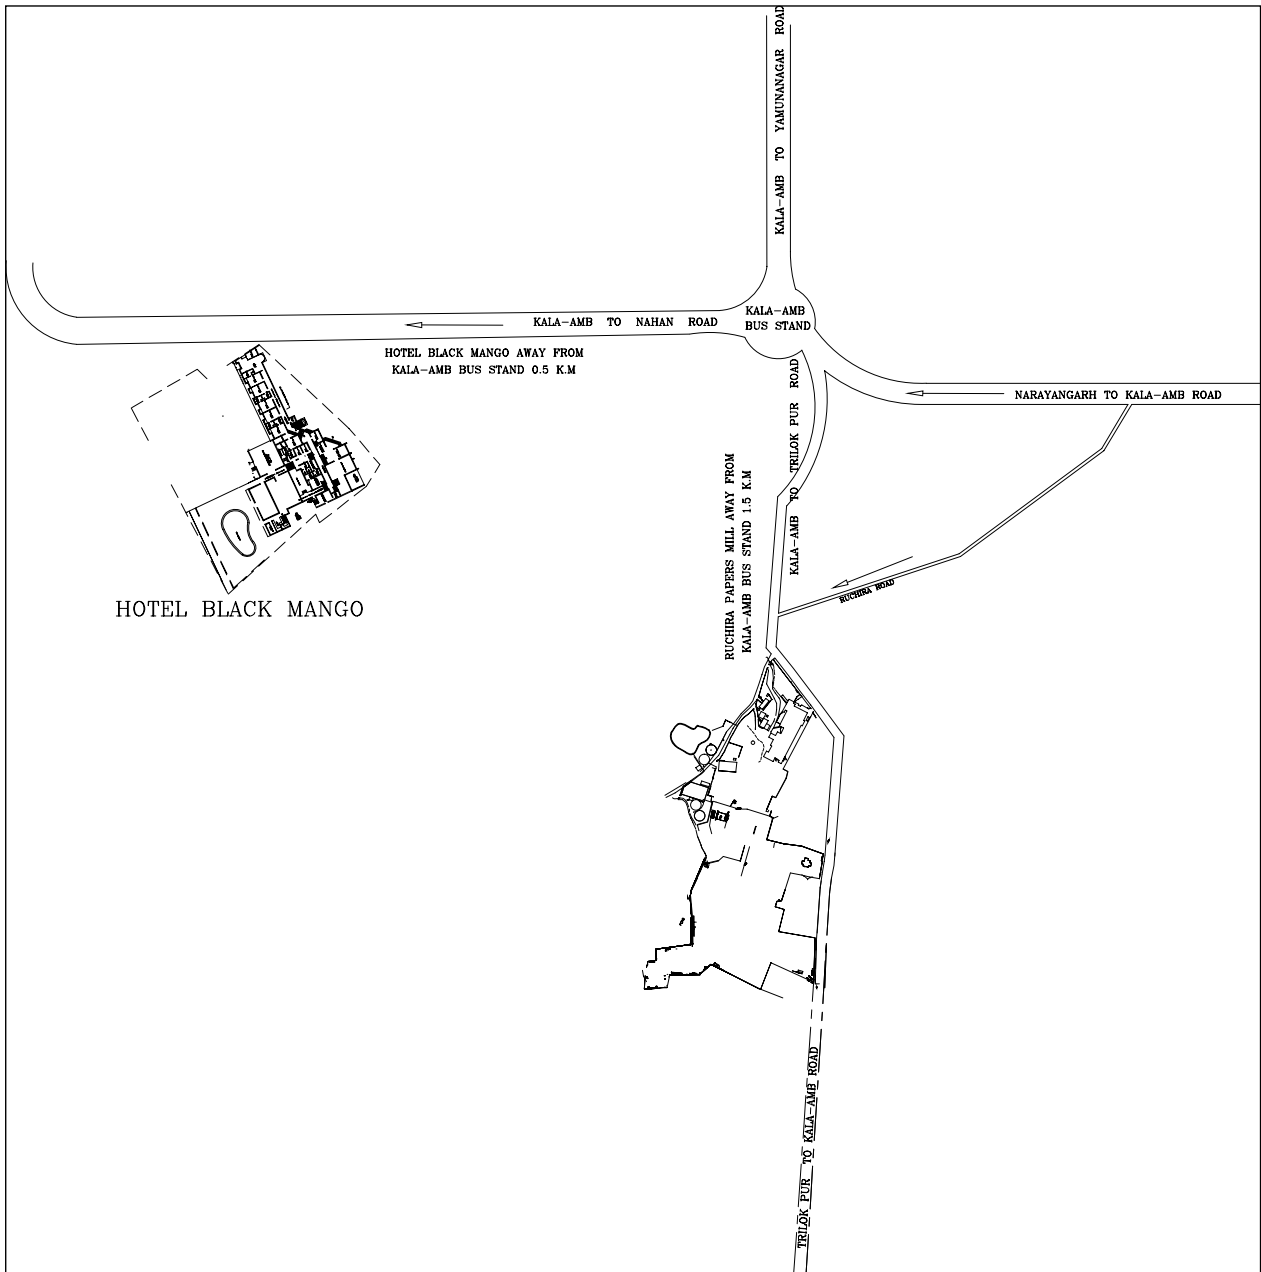 KALA-AMB TO YAMUNANAGAR ROAD
KALA-AMB
BUS STAND
KALA-AMB TO NAHAN ROAD
HOTEL BLACK MANGO AWAY FROM
KALA-AMB BUS STAND 0.5 K.M
NARAYANGARH TO KALA-AMB ROAD
KALA-AMB TO TRILOK PUR ROAD
RUCHIRA PAPERS MILL AWAY FROM
KALA-AMB BUS STAND 1.5 K.M
RUCHIRA ROAD
HOTEL BLACK MANGO
TRILOK PUR TO KALA-AMB ROAD